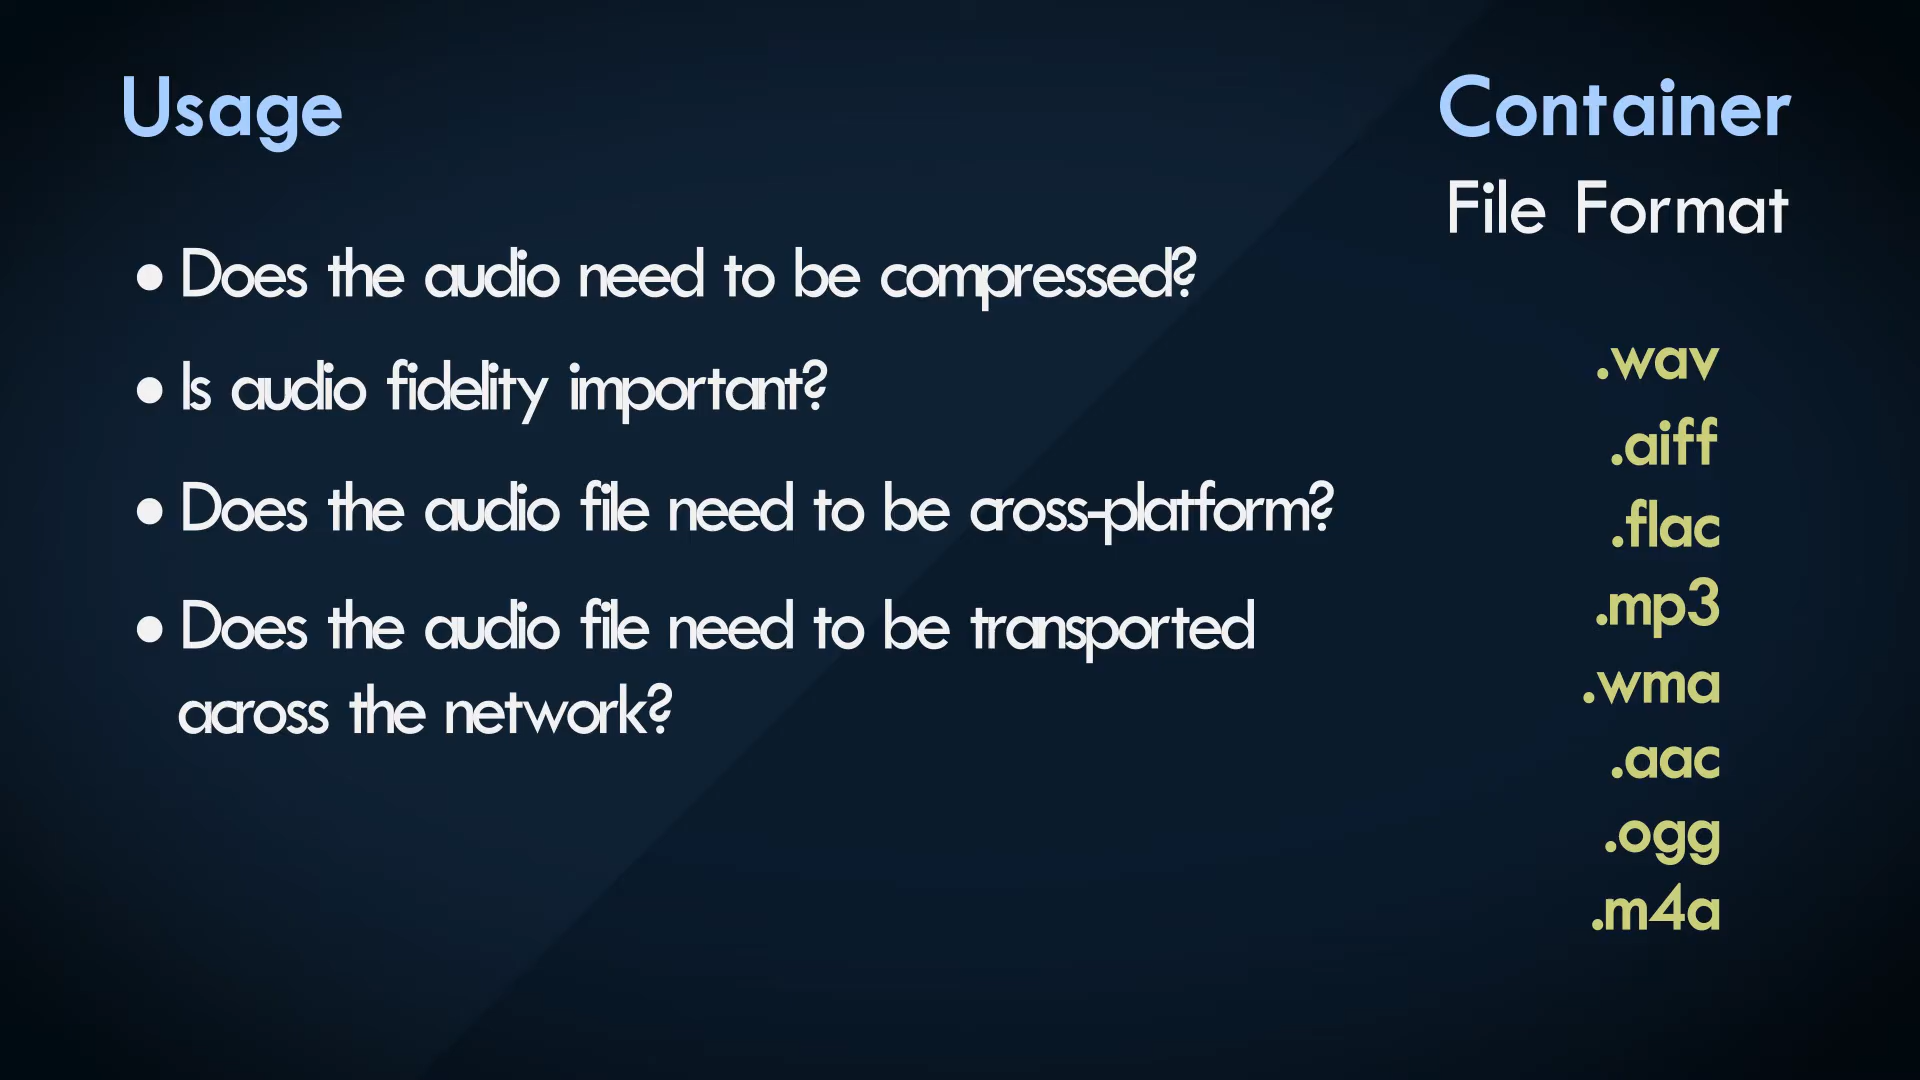 Usage
• Does the audio need to be compressed?
• Is audio fidelity important?
• Does the audio file need to be cross-platform?
• Does the audio file need to be transported
across the network?
Container
File Format
.wav
.aiff
.flac
.mp3
.wma
.aac
.ogg
.m4a